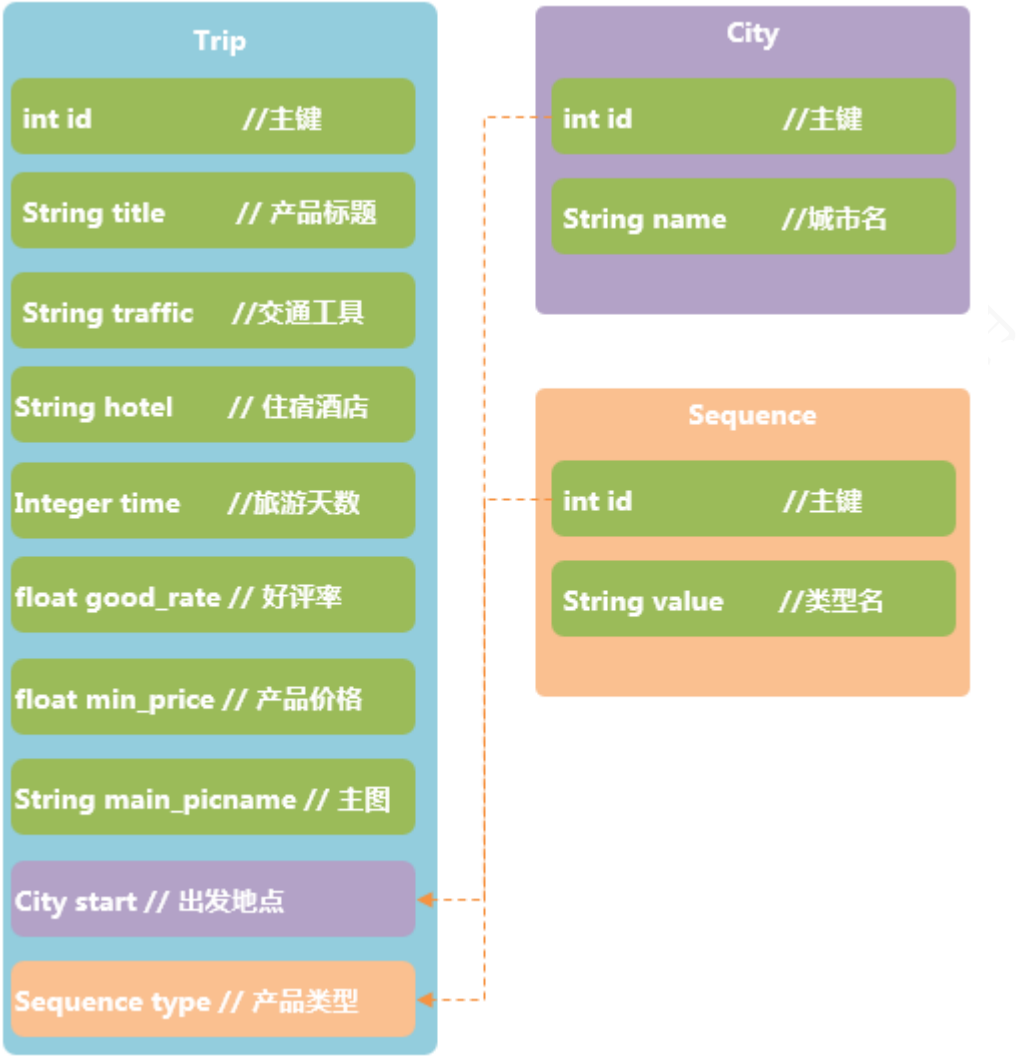 Trip
int id //主键
String title // 产品标题
String traffic //交通工具
String hotel // 住宿酒店
Integer time //旅游天数
float good_rate // 好评率
float min_price // 产品价格
String main_picname // 主图
City start // 出发地点
Sequence type // 产品类型
City
int id //主键
String name //城市名
Sequence
int id //主键
String value //类型名